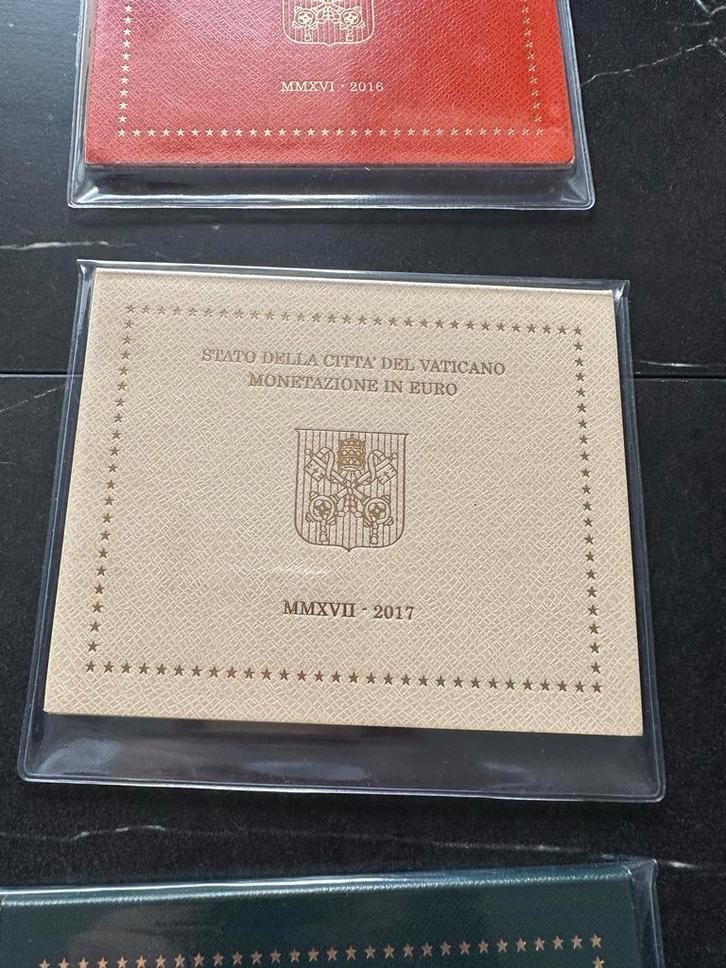 MMXVI - 2016
STATO DELLA CITTA' DEL VATICANO
MONETAZIONE IN EURO
MMXVII - 2017